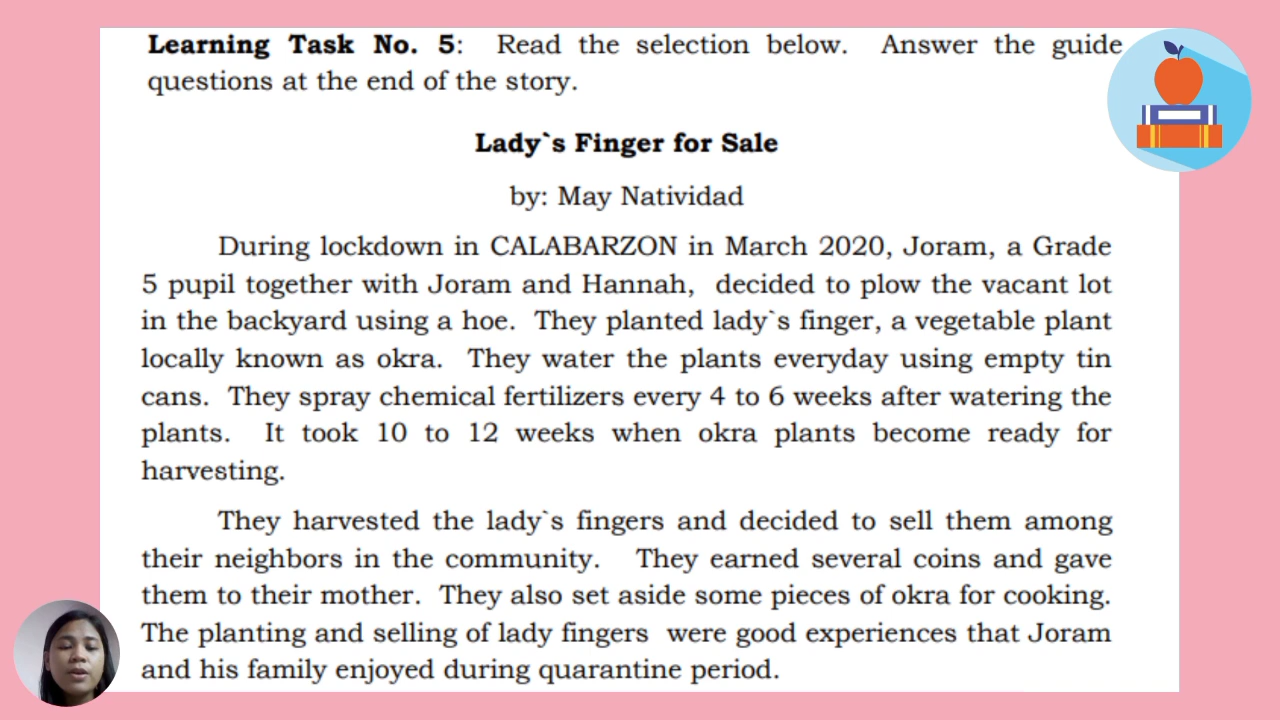 Learning Task No. 5: Read the selection below. Answer the guide
questions at the end of the story.
Lady`s Finger for Sale
by: May Natividad
During lockdown in CALABARZON in March 2020, Joram, a Grade
5 pupil together with Joram and Hannah, decided to plow the vacant lot
in the backyard using a hoe. They planted lady`s finger, a vegetable plant
locally known as okra. They water the plants everyday using empty tin
cans. They spray chemical fertilizers every 4 to 6 weeks after watering the
plants. It took 10 to 12 weeks when okra plants become ready for
harvesting.
They harvested the lady`s fingers and decided to sell them among
their neighbors in the community. They earned several coins and gave
them to their mother. They also set aside some pieces of okra for cooking.
The planting and selling of lady fingers were good experiences that Joram
and his family enjoyed during quarantine period.